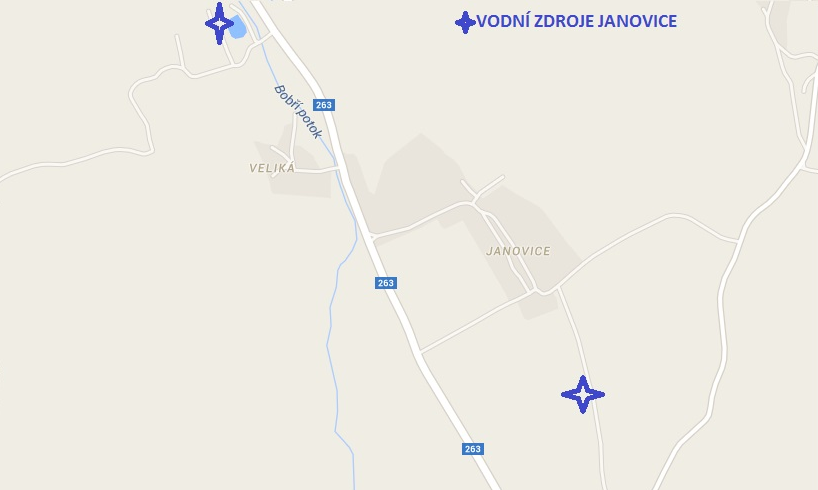 VODNÍ ZDROJE JANOVICE
Bobří potok
263
VELIKÁ
JANOVICE
263
263